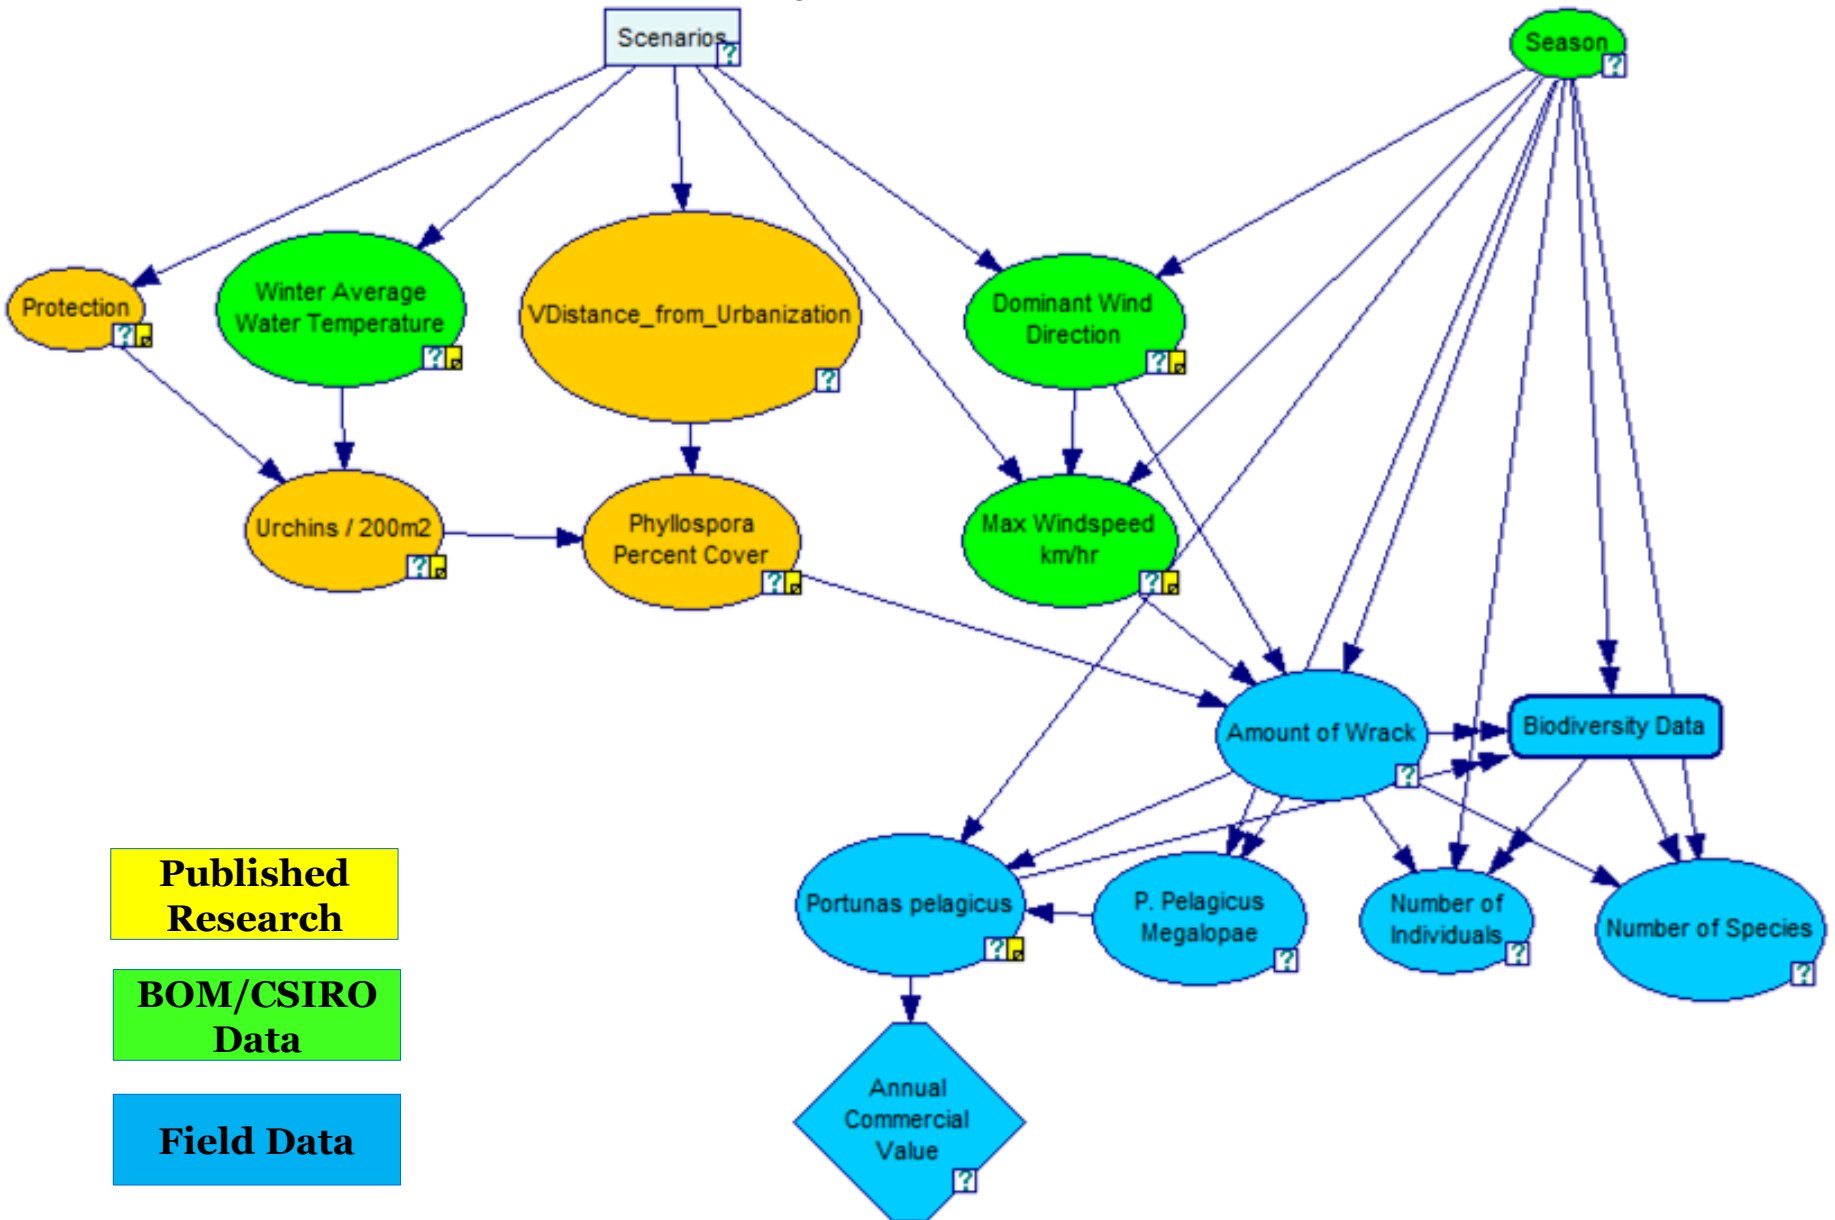 Scenarios
?
Season
?
Protection
?
Winter Average
Water Temperature
?
VDistance_from_Urbanization
?
Dominant Wind
Direction
?
Urchins / 200m2
?
Phyllospora
Percent Cover
?
Max Windspeed
km/hr
?
Amount of Wrack
?
Biodiversity Data
Portunas pelagicus
?
P. Pelagicus
Megalopae
?
Number of
Individuals
?
Number of Species
?
Annual
Commercial
Value
?
Published
Research
BOM/CSIRO
Data
Field Data